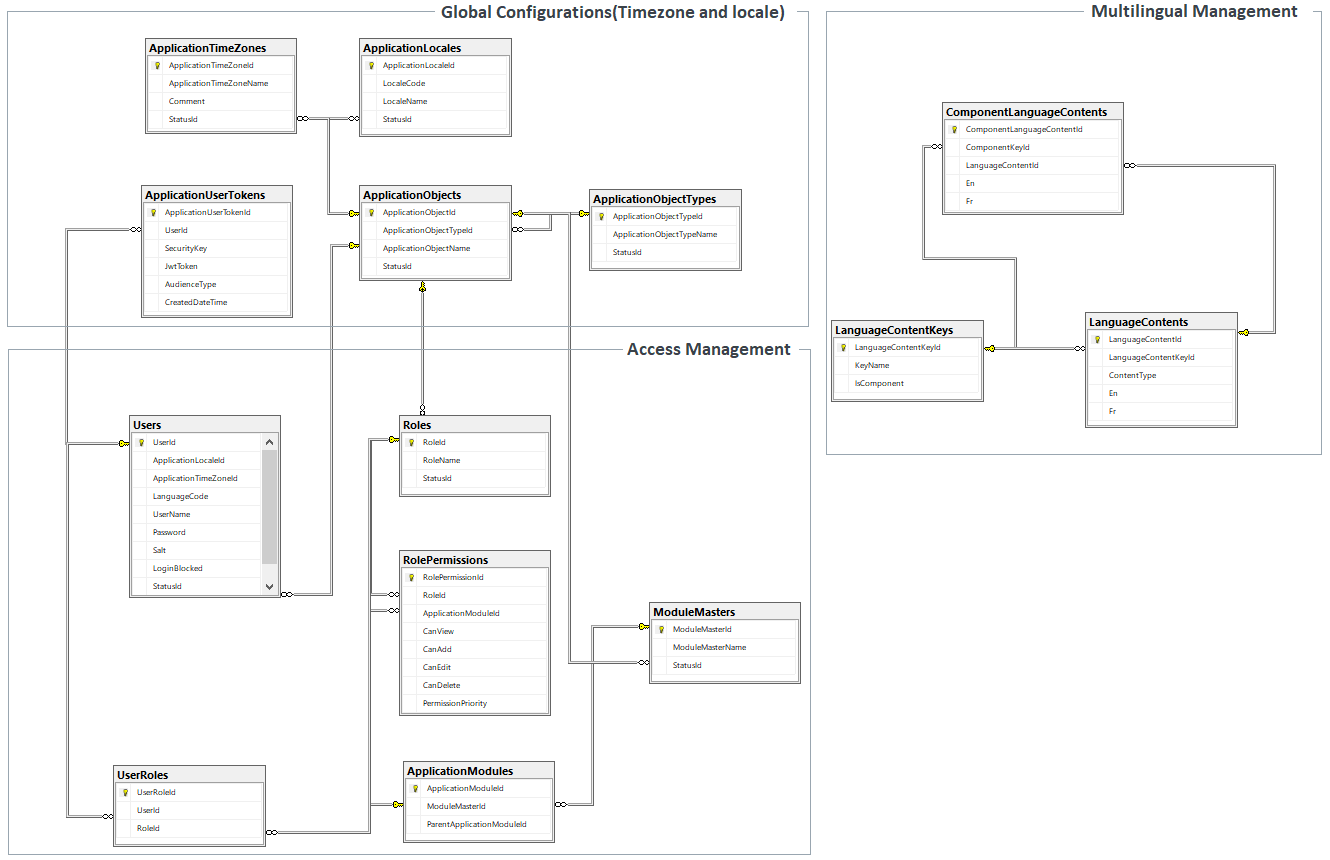 Global Configurations(Timezone and locale)
ApplicationTimeZones
ApplicationTimeZoneId
ApplicationTimeZoneName
Comment
StatusId
ApplicationLocales
ApplicationLocaleId
LocaleCode
LocaleName
StatusId
ApplicationUserTokens
ApplicationUserTokenId
UserId
SecurityKey
JwtToken
AudienceType
CreatedDateTime
ApplicationObjects
ApplicationObjectId
ApplicationObjectTypeId
ApplicationObjectName
StatusId
ApplicationObjectTypes
ApplicationObjectTypeId
ApplicationObjectTypeName
StatusId
Multilingual Management
ComponentLanguageContents
ComponentLanguageContentId
ComponentKeyId
LanguageContentId
En
Fr
LanguageContentKeys
LanguageContentKeyId
KeyName
IsComponent
LanguageContents
LanguageContentId
LanguageContentKeyId
ContentType
En
Fr
Access Management
Users
UserId
ApplicationLocaleId
ApplicationTimeZoneId
LanguageCode
UserName
Password
Salt
LoginBlocked
StatusId
Roles
RoleId
RoleName
StatusId
RolePermissions
RolePermissionId
RoleId
ApplicationModuleId
CanView
CanAdd
CanEdit
CanDelete
PermissionPriority
ModuleMasters
ModuleMasterId
ModuleMasterName
StatusId
UserRoles
UserRoleId
UserId
RoleId
ApplicationModules
ApplicationModuleId
ModuleMasterId
ParentApplicationModuleId